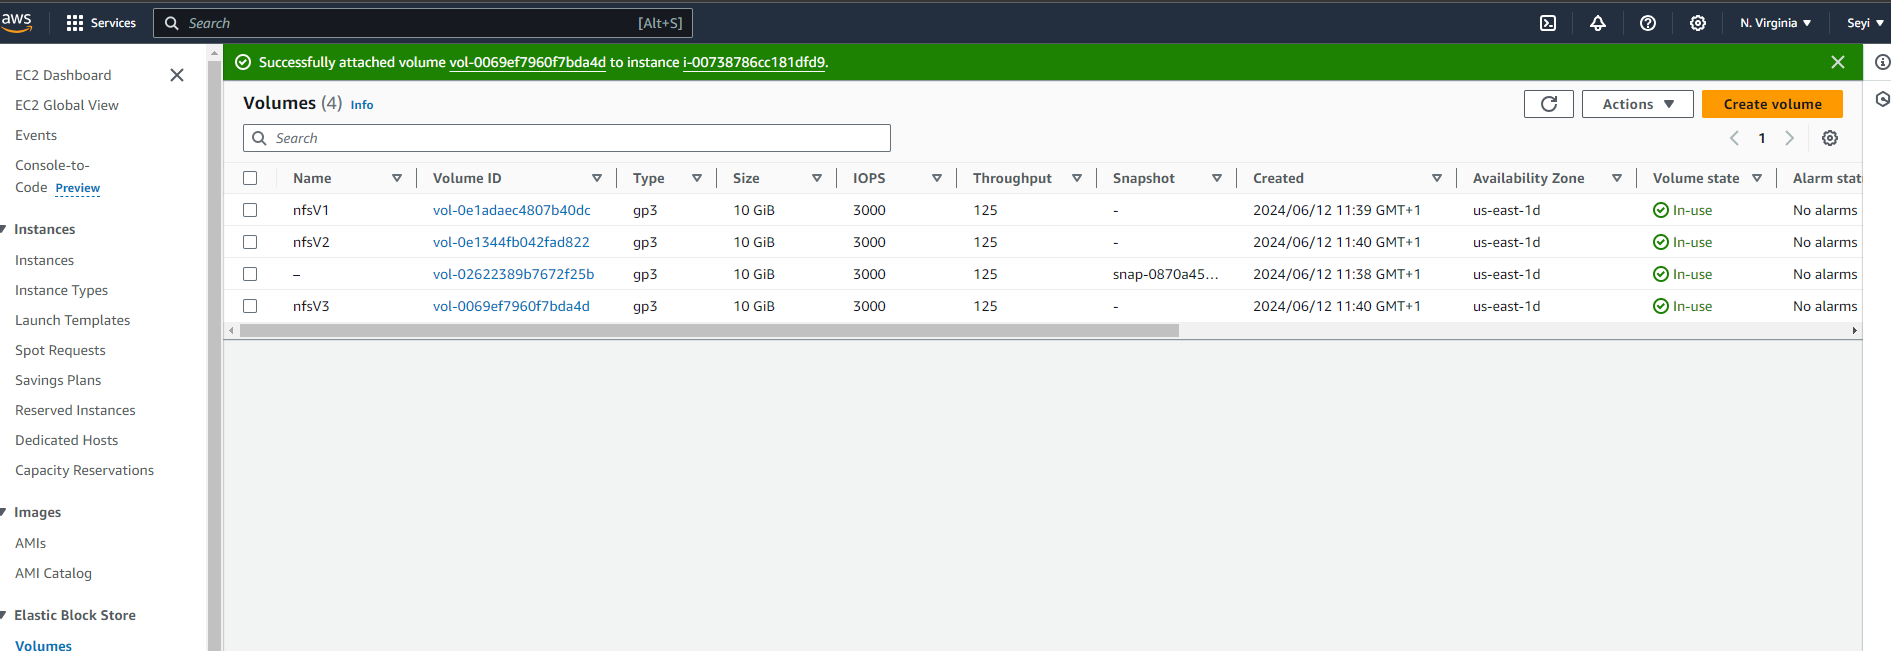 aws Services Search [Alt+S] N. Virginia Seyi
EC2 Dashboard
EC2 Global View
Events
Console-to-
Code Preview
Instances
Instances
Instance Types
Launch Templates
Spot Requests
Savings Plans
Reserved Instances
Dedicated Hosts
Capacity Reservations
Images
AMIs
AMI Catalog
Elastic Block Store
Volumes
Successfully attached volume vol-0069ef7960f7bda4d to instance i-00738786cc181dfd9.
Volumes (4) Info Actions Create volume
Search 1
Name Volume ID Type Size IOPS Throughput Snapshot Created Availability Zone Volume state Alarm stat
nfsV1 vol-0e1adaec4807b40dc gp3 10 GiB 3000 125 - 2024/06/12 11:39 GMT+1 us-east-1d In-use No alarms
nfsV2 vol-0e1344fb042fad822 gp3 10 GiB 3000 125 - 2024/06/12 11:40 GMT+1 us-east-1d In-use No alarms
– vol-02622389b7672f25b gp3 10 GiB 3000 125 snap-0870a45... 2024/06/12 11:38 GMT+1 us-east-1d In-use No alarms
nfsV3 vol-0069ef7960f7bda4d gp3 10 GiB 3000 125 - 2024/06/12 11:40 GMT+1 us-east-1d In-use No alarms